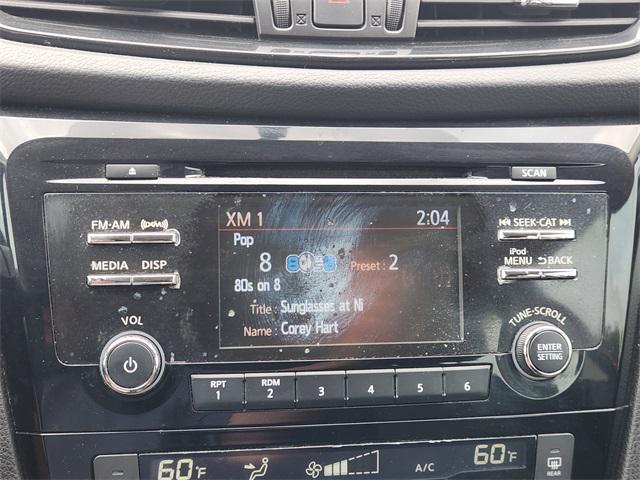 SCAN
FM·AM
SEEK·CAT
XM 1 2:04
Pop
8 Preset : 2
80s on 8
Title : Sunglasses at Ni
Name : Corey Hart
MEDIA DISP
iPod·
MENU BACK
VOL
TUNE·SCROLL
ENTER
SETTING
RPT
1
RDM
2
3 4 5 6
60°F A/C 60°F
REAR